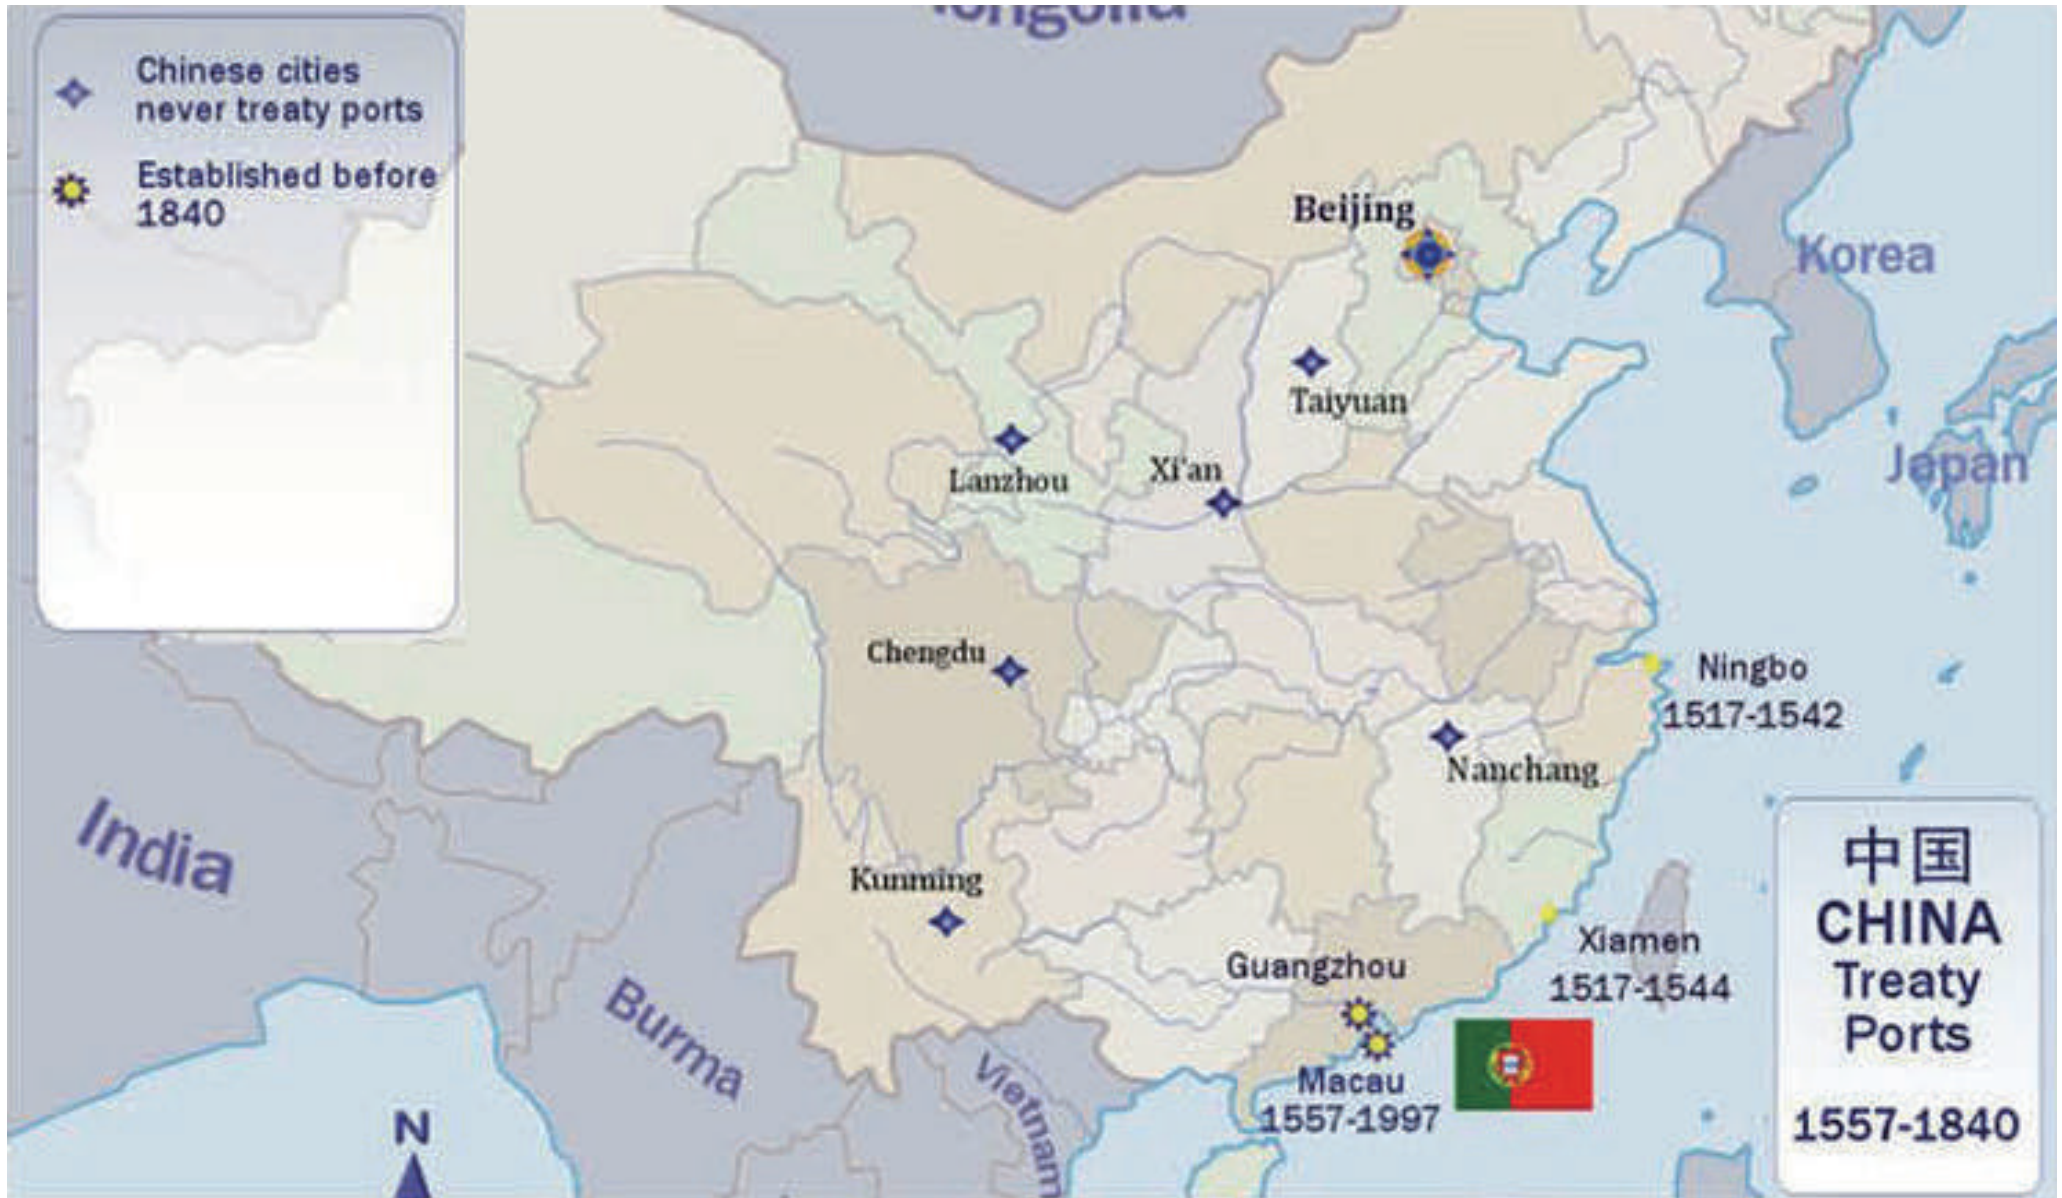 Chinese cities
never treaty ports
Established before
1840
Beijing
Korea
Taiyuan
Japan
Lanzhou
Xi'an
Chengdu
Ningbo
1517-1542
Nanchang
India
Kunming
Burma
Vietnam
Guangzhou
Xiamen
1517-1544
Macau
1557-1997
N
中国
CHINA
Treaty
Ports
1557-1840